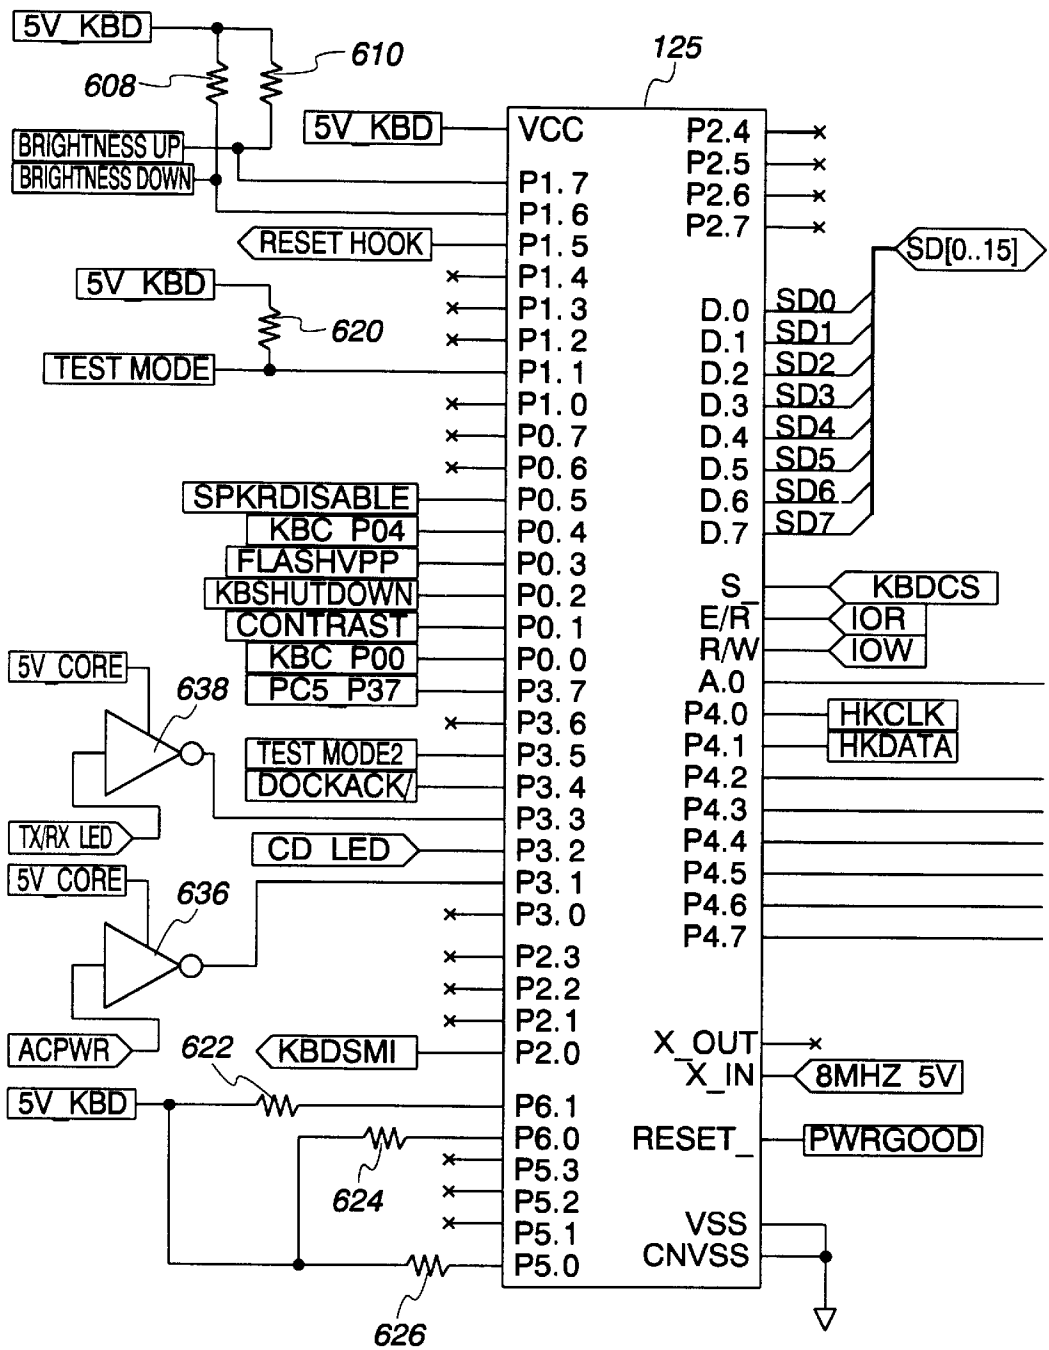 5V_KBD
608
610
125
5V_KBD
VCC
P2.4
P2.5
P2.6
P2.7
BRIGHTNESS UP
BRIGHTNESS DOWN
P1.7
P1.6
RESET HOOK
P1.5
SD[0..15]
5V_KBD
P1.4
P1.3
620
P1.2
TEST MODE
P1.1
P1.0
P0.7
P0.6
D.0 SD0
D.1 SD1
D.2 SD2
D.3 SD3
D.4 SD4
D.5 SD5
D.6 SD6
D.7 SD7
SPKRDISABLE P0.5
KBC_P04 P0.4
FLASHVPP P0.3
KBSHUTDOWN P0.2
CONTRAST P0.1
KBC_P00 P0.0
PC5_P37 P3.7
S_ KBDCS
E/R IOR
R/W IOW
A.0
P4.0 HKCLK
P4.1 HKDATA
P4.2
P4.3
P4.4
P4.5
P4.6
P4.7
5V_CORE
638
P3.6
TEST MODE2 P3.5
DOCKACK/ P3.4
P3.3
TX/RX LED
CD_LED P3.2
5V_CORE
636
P3.1
P3.0
P2.3
P2.2
P2.1
ACPWR
KBDSMI P2.0
X_OUT
X_IN 8MHZ_5V
622
5V_KBD
P6.1
P6.0
624
P5.3
P5.2
P5.1
P5.0
626
RESET_ PWRGOOD
VSS
CNVSS